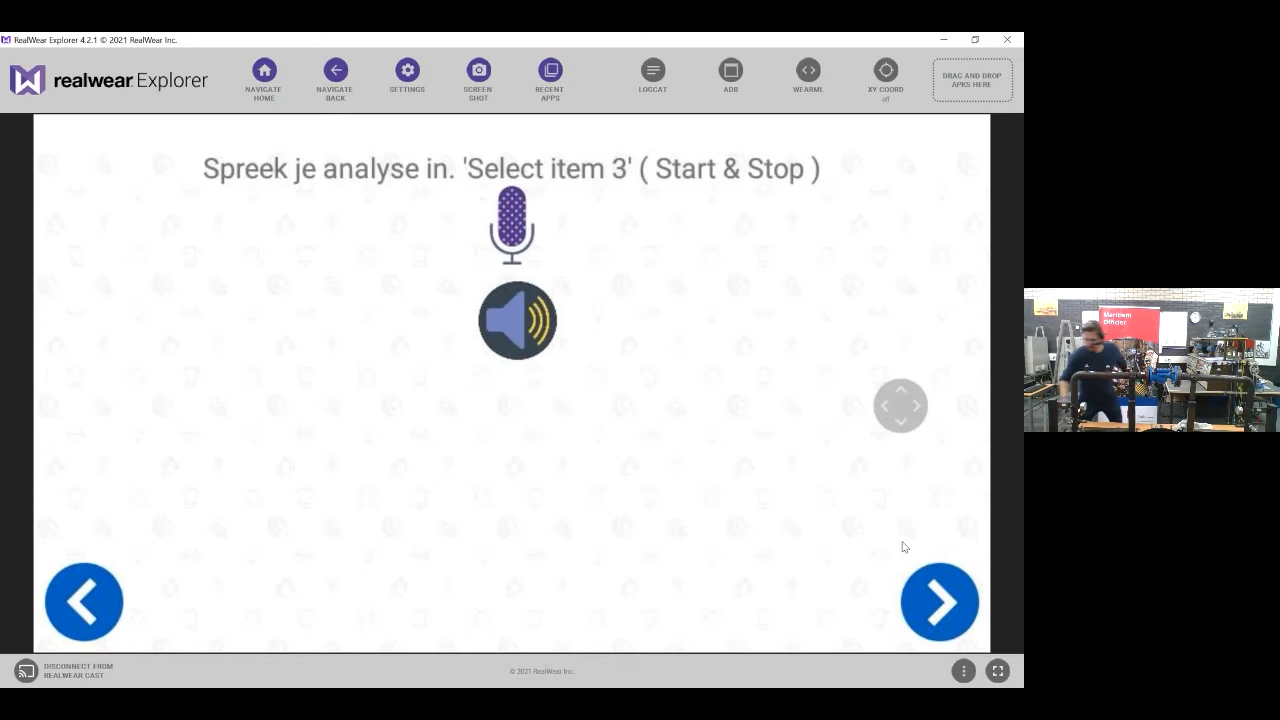 RealWear Explorer 4.2.1 © 2021 RealWear Inc.
realwear Explorer
NAVIGATE
HOME
NAVIGATE
BACK
SETTINGS
SCREEN
SHOT
RECENT
APPS
LOGCAT
ADB
WEARML
XY COORD
off
DRAG AND DROP
APKS HERE
Spreek je analyse in. 'Select item 3' ( Start & Stop )
Maritiem
Officier
DISCONNECT FROM
REALWEAR CAST
© 2021 RealWear Inc.